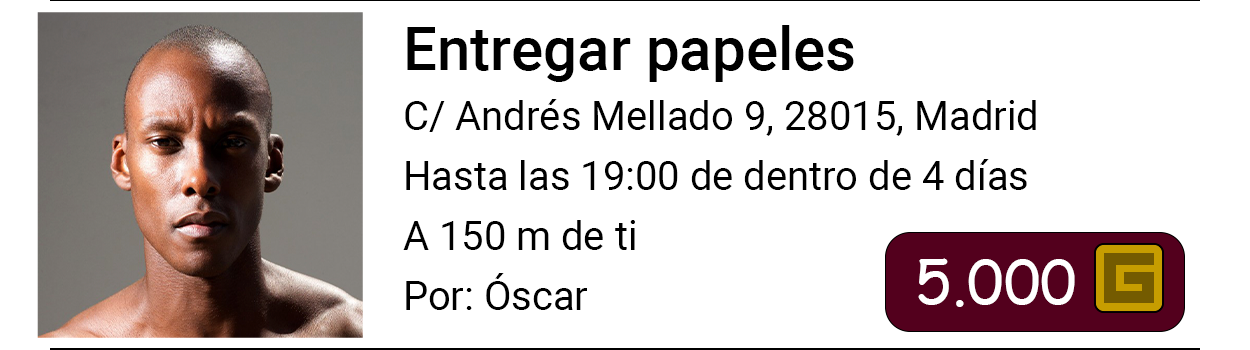 Entregar papeles
C/ Andrés Mellado 9, 28015, Madrid
Hasta las 19:00 de dentro de 4 días
A 150 m de ti
Por: Óscar
5.000 G